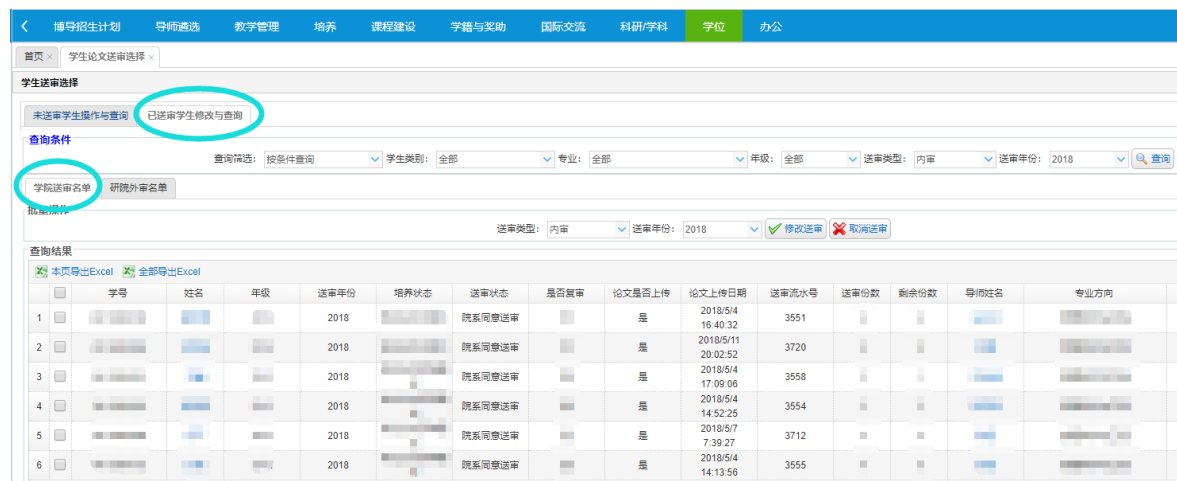 博导招生计划 导师遴选 教学管理 培养 课程建设 学籍与奖助 国际交流 科研/学科 学位 办公
首页 × 学生论文送审选择 ×
学生送审选择
未送审学生操作与查询 已送审学生修改与查询
查询条件
查询筛选: 按条件查询 学生类别: 全部 专业: 全部 年级: 全部 送审类型: 内审 送审年份: 2018 查询
学院送审名单 研院外审名单
批量操作
送审类型: 内审 送审年份: 2018 修改送审 取消送审
查询结果
本页导出Excel 全部导出Excel
学号 姓名 年级 送审年份 培养状态 送审状态 是否复审 论文是否上传 论文上传日期 送审流水号 送审份数 剩余份数 导师姓名 专业方向
1 2018 院系同意送审 是 2018/5/4 16:40:32 3551
2 2018 院系同意送审 是 2018/5/11 20:02:52 3720
3 2018 院系同意送审 是 2018/5/4 17:09:06 3558
4 2018 院系同意送审 是 2018/5/4 14:52:25 3554
5 2018 院系同意送审 是 2018/5/7 7:39:27 3712
6 2018 院系同意送审 是 2018/5/4 14:13:56 3555